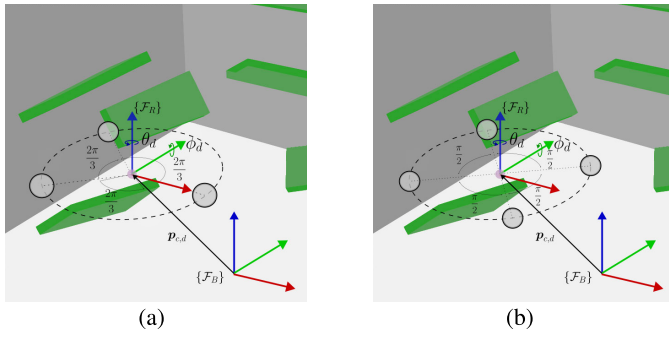 {F_R}
θ_d
ϕ_d
2π/3
2π/3
2π/3
p_{c,d}
{F_B}
(a)
{F_R}
θ_d
ϕ_d
π/2
π/2
π/2
π/2
p_{c,d}
{F_B}
(b)